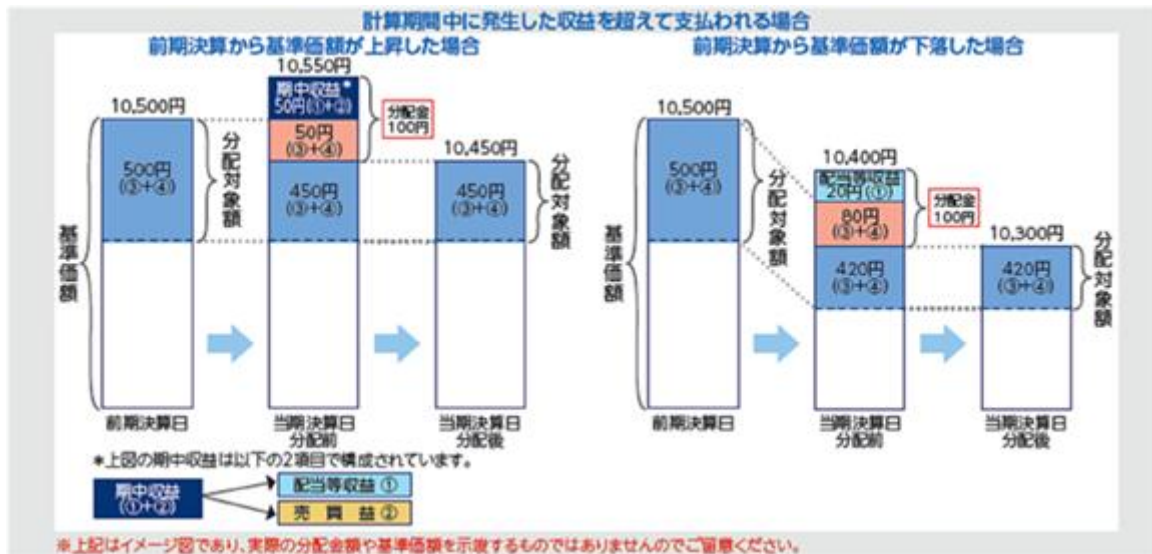 計算期間中に発生した収益を超えて支払われる場合
前期決算から基準価額が上昇した場合
10,550円
10,500円
期中収益*
50円(①+②)
50円
(③+④)
分配金
100円
500円
(③+④)
分配対象額
450円
(③+④)
10,450円
450円
(③+④)
分配対象額
基準価額
前期決算日
当期決算日
分配前
当期決算日
分配後
前期決算から基準価額が下落した場合
10,500円
500円
(③+④)
分配対象額
10,400円
配当等収益
20円(①)
80円
(③+④)
分配金
100円
420円
(③+④)
10,300円
420円
(③+④)
分配対象額
基準価額
前期決算日
当期決算日
分配前
当期決算日
分配後
*上図の期中収益は以下の2項目で構成されています。
期中収益
(①+②)
配当等収益 ①
売 買 益 ②
※上記はイメージ図であり、実際の分配金額や基準価額を示唆するものではありませんのでご留意ください。